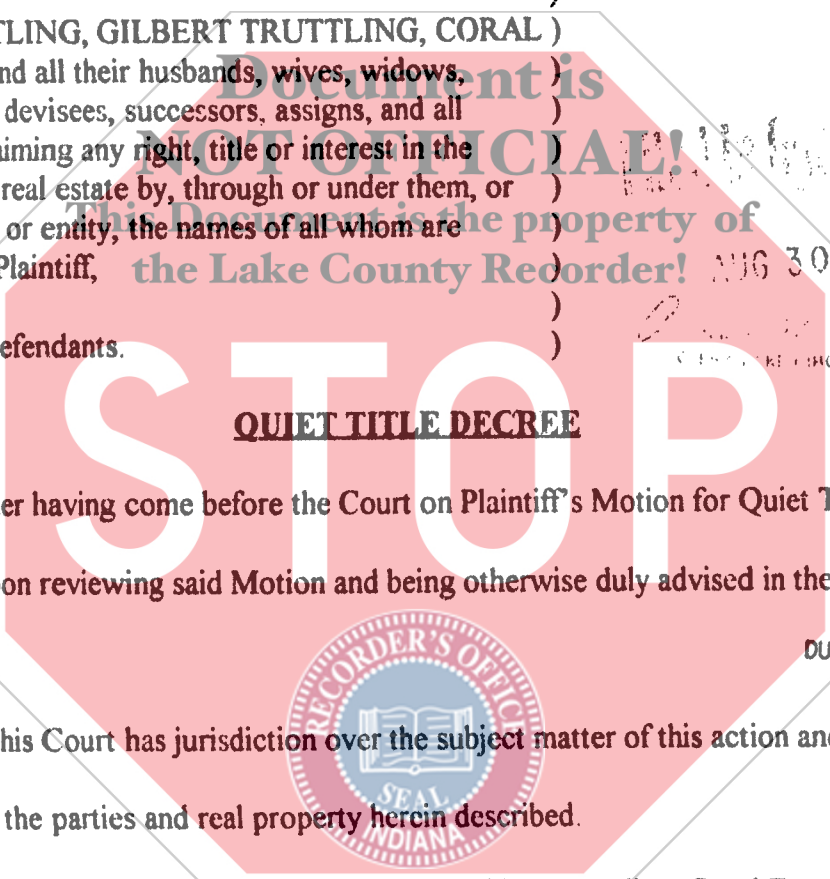 TLING, GILBERT TRUTTLING, CORAL )
nd all their husbands, wives, widows, )
devisees, successors, assigns, and all )
iming any right, title or interest in the )
real estate by, through or under them, or )
or entity, the names of all whom are )
Plaintiff, )
)
efendants. )
Document is
NOT OFFICIAL!
This Document is the property of
the Lake County Recorder!
AUG 30
STOP
QUIET TITLE DECREE
er having come before the Court on Plaintiff's Motion for Quiet T
on reviewing said Motion and being otherwise duly advised in the
DU
his Court has jurisdiction over the subject matter of this action and
the parties and real property herein described.
RECORDER'S OFFICE
SEAL
INDIANA